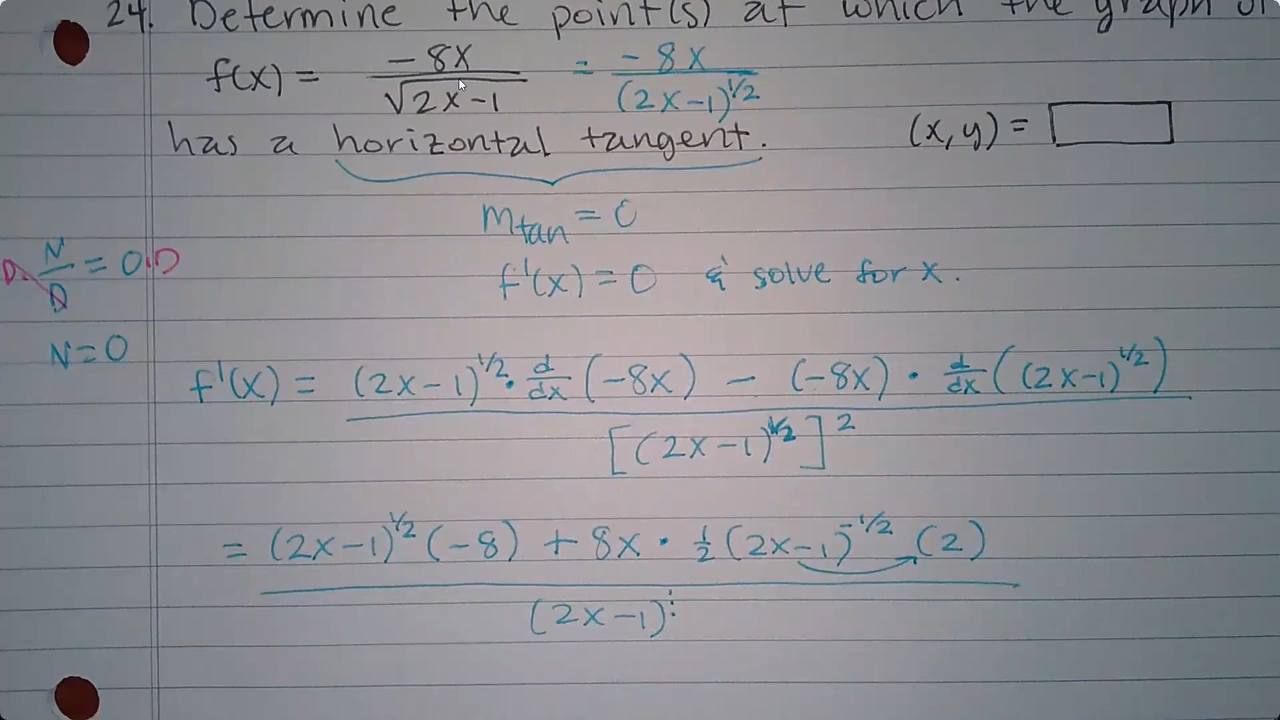 24. Determine the point(s) at which the graph of
f(x) = -8x / √(2x-1) = -8x / (2x-1)^1/2
has a horizontal tangent. (x,y) =
m tan = 0
D. N/D = 0.D
f'(x) = 0 & solve for x.
N=0
f'(x) = (2x-1)^1/2 · d/dx (-8x) - (-8x) · d/dx ((2x-1)^1/2) / [(2x-1)^1/2]^2
= (2x-1)^1/2 (-8) + 8x · 1/2 (2x-1)^-1/2 (2) / (2x-1)